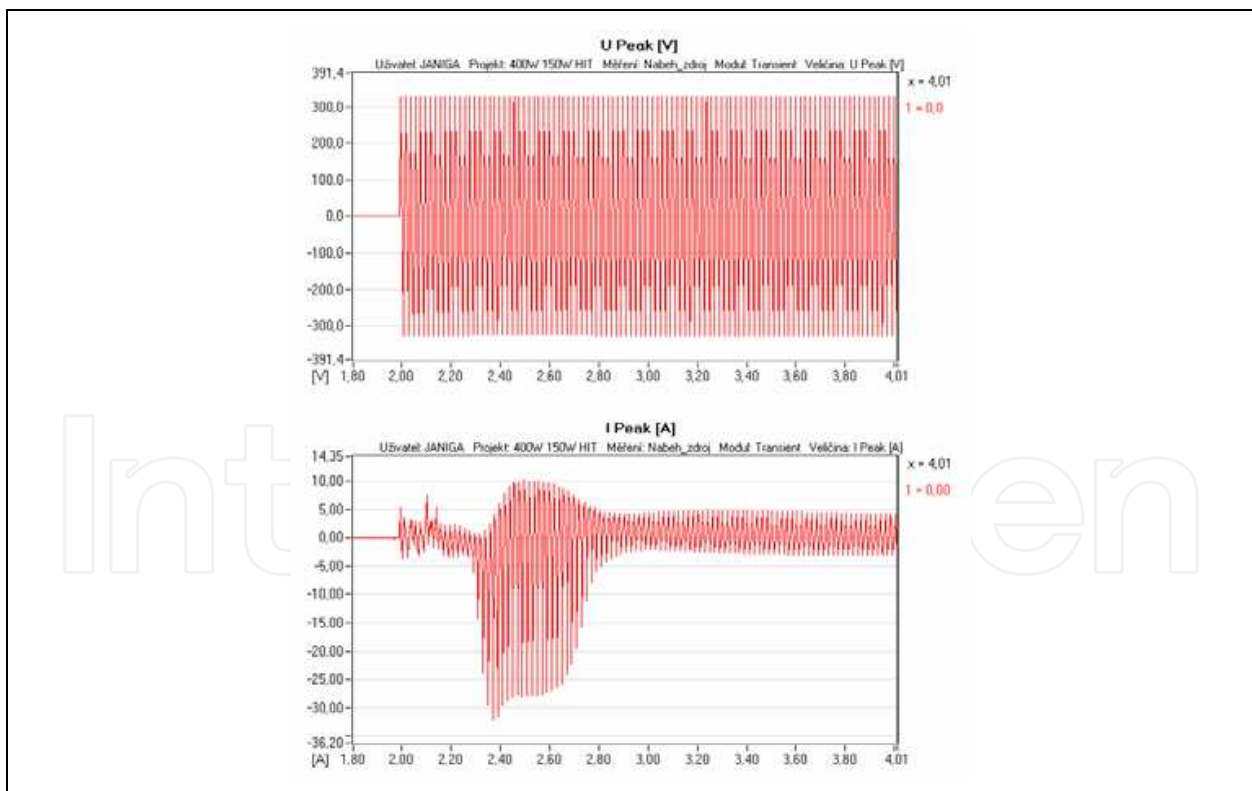 U Peak [V]
Uživatel: JANIGA Projekt: 400W 150W HIT Měření: Nabeh_zdroj Modul: Transient Veličina: U Peak [V]
391,4
300,0
200,0
100,0
0,0
-100,0
-200,0
-300,0
-391,4
[V] 1,80 2,00 2,20 2,40 2,60 2,80 3,00 3,20 3,40 3,60 3,80 4,01
x = 4,01
1 = 0,0
I Peak [A]
Uživatel: JANIGA Projekt: 400W 150W HIT Měření: Nabeh_zdroj Modul: Transient Veličina: I Peak [A]
14,35
10,00
5,00
0,00
-5,00
-10,00
-15,00
-20,00
-25,00
-30,00
-36,20
[A] 1,80 2,00 2,20 2,40 2,60 2,80 3,00 3,20 3,40 3,60 3,80 4,01
x = 4,01
1 = 0,00